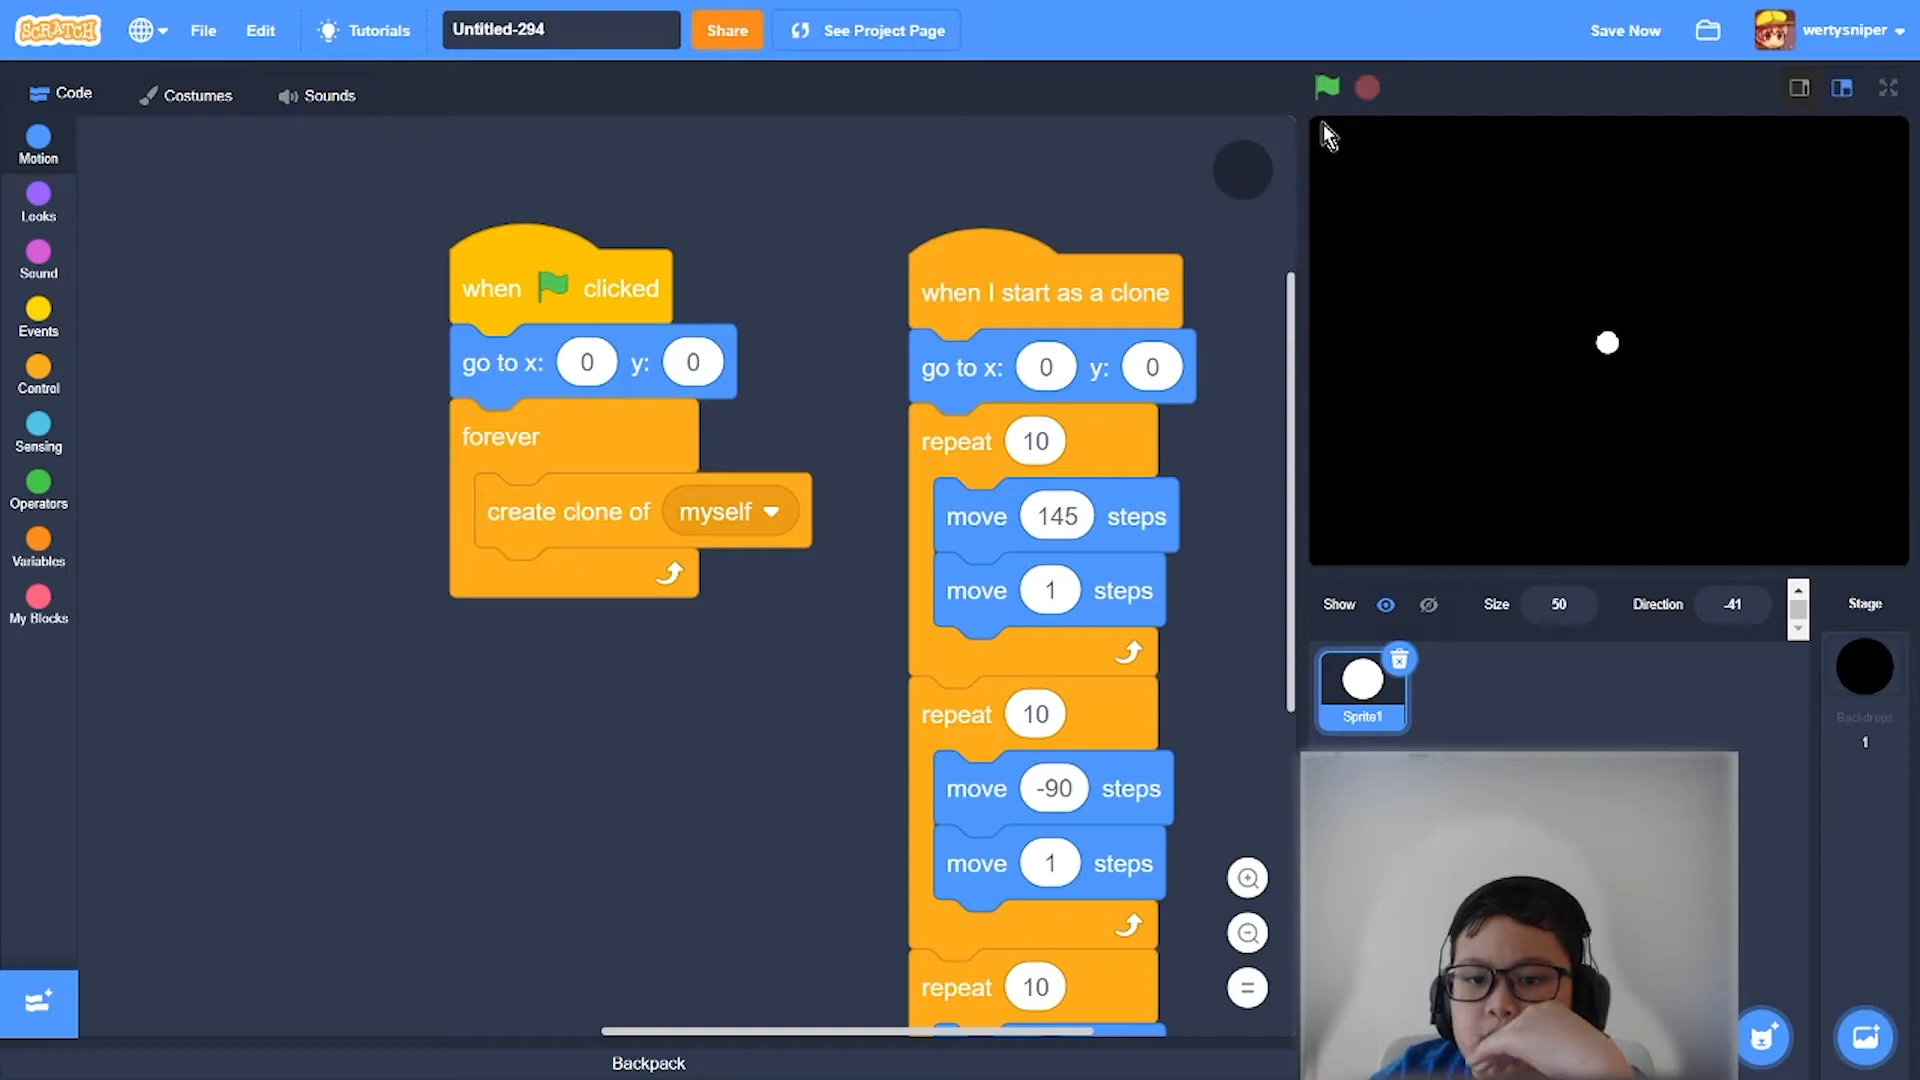 SCRATCH
File
Edit
Tutorials
Untitled-294
Share
See Project Page
Save Now
wertysniper
Code
Costumes
Sounds
Motion
Looks
Sound
Events
Control
Sensing
Operators
Variables
My Blocks
when clicked
go to x: 0 y: 0
forever
create clone of myself
when I start as a clone
go to x: 0 y: 0
repeat 10
move 145 steps
move 1 steps
repeat 10
move -90 steps
move 1 steps
repeat 10
Backpack
Show
Size 50
Direction -41
Sprite1
Stage
Backdrops
1